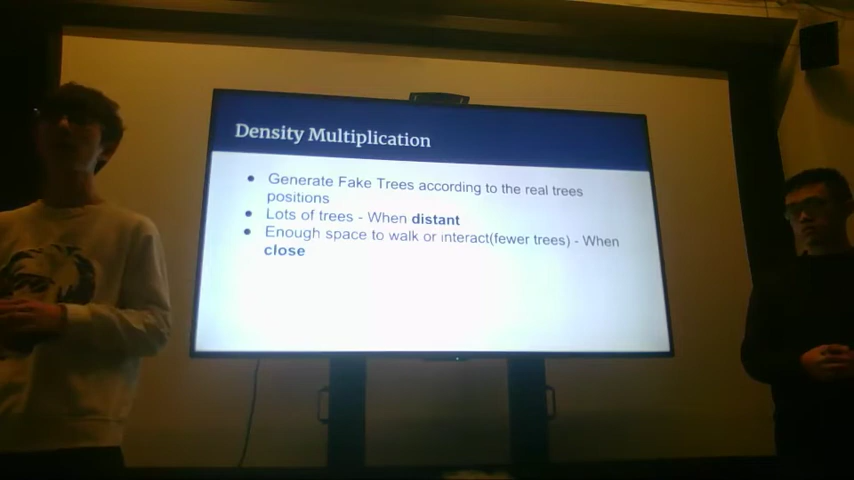 Density Multiplication
● Generate Fake Trees according to the real trees
positions
● Lots of trees - When distant
● Enough space to walk or interact(fewer trees) - When
close